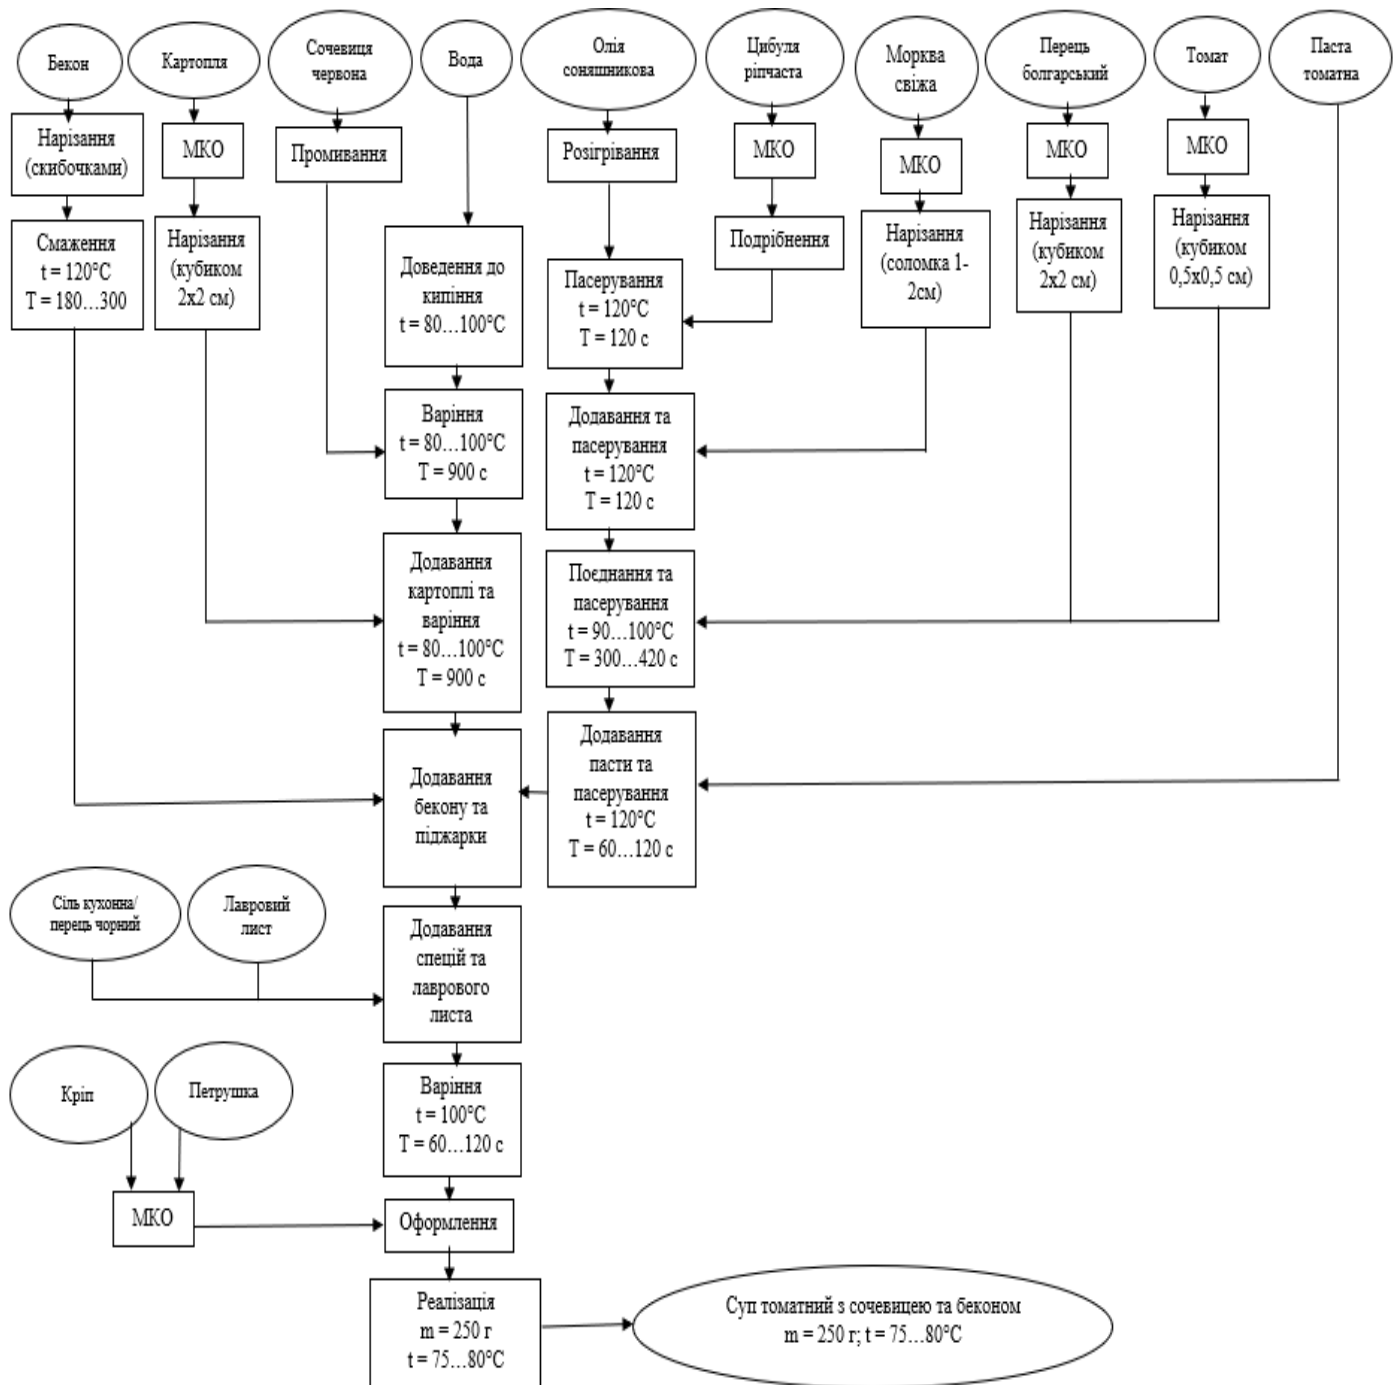 Бекон
Картопля
Сочевиця
червона
Вода
Олія
соняшникова
Цибуля
ріпчаста
Морква
свіжа
Перець
болгарський
Томат
Паста
томатна
Нарізання
(скибочками)
МКО
Промивання
Розігрівання
МКО
МКО
МКО
МКО
Смаження
t = 120°C
T = 180...300
Нарізання
(кубиком
2х2 см)
Доведення до
кипіння
t = 80...100°C
Пасерування
t = 120°C
T = 120 с
Подрібнення
Нарізання
(соломка 1-
2см)
Нарізання
(кубиком
2х2 см)
Нарізання
(кубиком
0,5х0,5 см)
Варіння
t = 80...100°C
T = 900 с
Додавання та
пасерування
t = 120°C
T = 120 с
Додавання
картоплі та
варіння
t = 80...100°C
T = 900 с
Поєднання та
пасерування
t = 90...100°C
T = 300...420 с
Додавання
бекону та
піджарки
Додавання
пасти та
пасерування
t = 120°C
T = 60...120 с
Сіль кухонна/
перець чорний
Лавровий
лист
Додавання
спецій та
лаврового
листа
Кріп
Петрушка
Варіння
t = 100°C
T = 60...120 с
МКО
Оформлення
Реалізація
m = 250 г
t = 75...80°C
Суп томатний з сочевицею та беконом
m = 250 г; t = 75...80°C